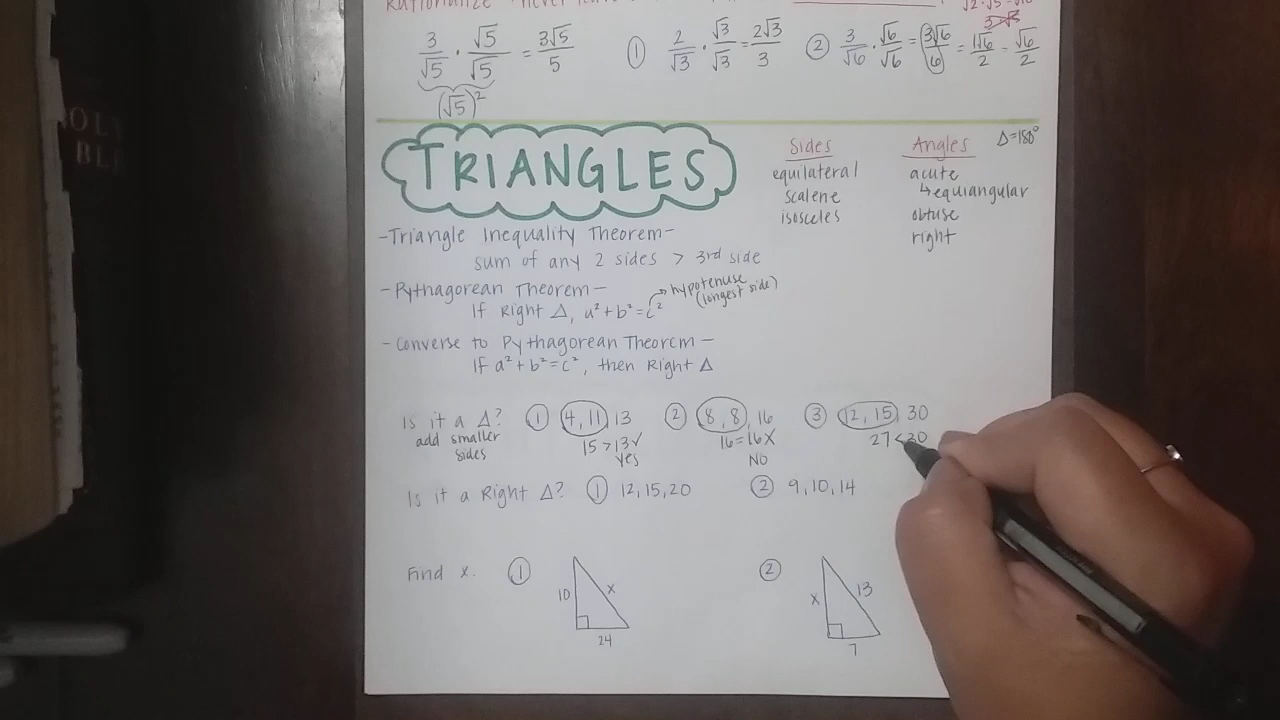 Rationalize
3/√5 · √5/√5 = 3√5/5
(√5)²
① 2/√3 · √3/√3 = 2√3/3
② 3/√6 · √6/√6 = 3√6/6 = 1√6/2 = √6/2
TRIANGLES
Sides
equilateral
scalene
isosceles
Angles
Δ=180°
acute
↳equiangular
obtuse
right
-Triangle Inequality Theorem-
sum of any 2 sides > 3rd side
-Pythagorean Theorem-
If Right Δ, a²+b²=c²
→ hypotenuse
(longest side)
-Converse to Pythagorean Theorem-
If a²+b²=c², then Right Δ
Is it a Δ?
add smaller
sides
① 4, 11, 13
15 > 13 ✓
Yes
② 8, 8, 16
16=16X
NO
③ 12, 15, 30
27<30
Is it a Right Δ? ① 12, 15, 20 ② 9, 10, 14
Find x. ① ②
10 x
24
x 13
7
OL
BLE